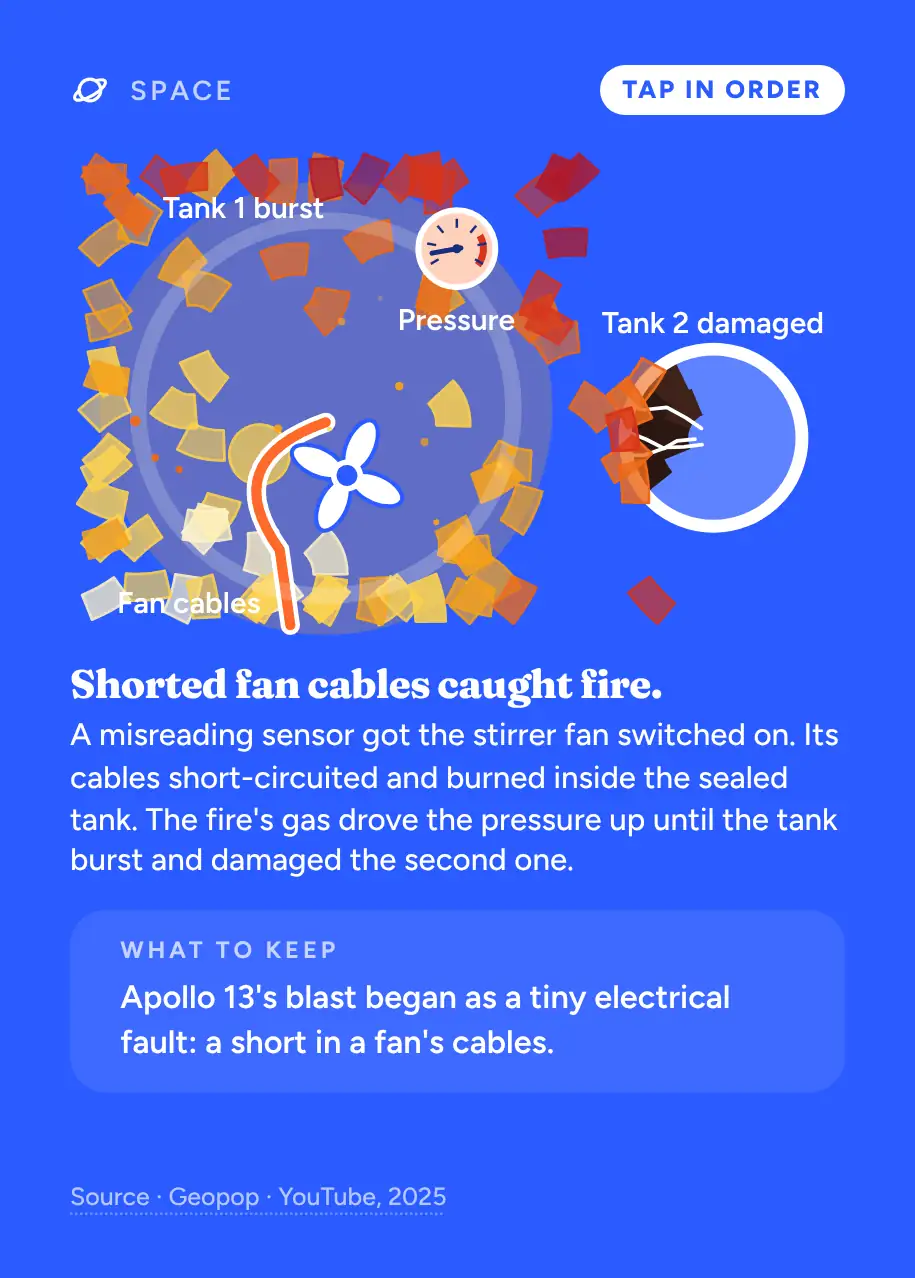 SPACE
TAP IN ORDER
Tank 1 burst
Pressure
Tank 2 damaged
Fan cables
Shorted fan cables caught fire.
A misreading sensor got the stirrer fan switched on. Its
cables short-circuited and burned inside the sealed
tank. The fire's gas drove the pressure up until the tank
burst and damaged the second one.
WHAT TO KEEP
Apollo 13's blast began as a tiny electrical
fault: a short in a fan's cables.
Source · Geopop · YouTube, 2025